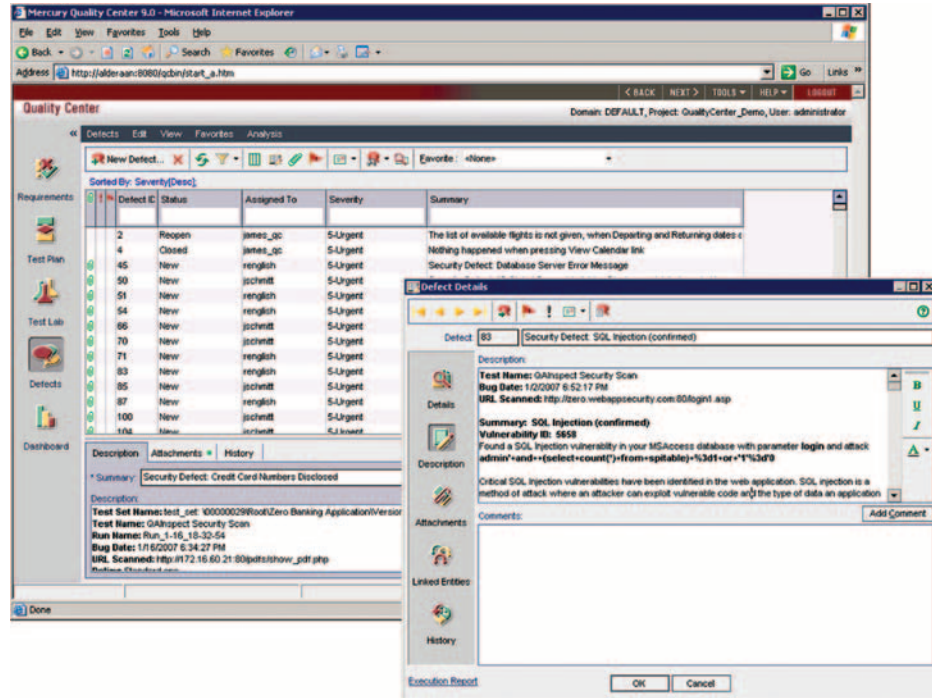 Mercury Quality Center 9.0 - Microsoft Internet Explorer
File Edit View Favorites Tools Help
Back Search Favorites
Address http://alderaan:8080/qcbin/start_a.htm Go Links »
< BACK NEXT > TOOLS HELP LOGOUT
Quality Center
Domain: DEFAULT, Project: QualityCenter_Demo, User: administrator
« Defects Edit View Favorites Analysis
New Defect... Favorite: <None>
Sorted By: Severity[Desc];
Requirements
Test Plan
Test Lab
Defects
Dashboard
Defect ID Status Assigned To Severity Summary
2 Reopen james_qc 5-Urgent The list of available flights is not given, when Departing and Returning dates
4 Closed james_qc 5-Urgent Nothing happened when pressing View Calendar link
45 New renglish 5-Urgent Security Defect: Database Server Error Message
50 New jschmitt 5-Urgent
51 New renglish 5-Urgent
54 New renglish 5-Urgent
66 New jschmitt 5-Urgent
70 New jschmitt 5-Urgent
71 New renglish 5-Urgent
83 New renglish 5-Urgent
85 New jschmitt 5-Urgent
87 New renglish 5-Urgent
100 New jschmitt 5-Urgent
104 New jschmitt 5-Urgent
Description Attachments History
* Summary: Security Defect: Credit Card Numbers Disclosed
Description:
Test Set Name: test_set: \00000029\Root\Zero Banking Application\Version
Test Name: QAInspect Security Scan
Run Name: Run_1-16_18-32-54
Bug Date: 1/16/2007 6:34:27 PM
URL Scanned: http://172.16.60.21:80/pdts/show_pdf.php
Done
Defect Details
Defect 83 Security Defect: SQL Injection (confirmed)
Details
Description
Attachments
Linked Entities
History
Description:
Test Name: QAInspect Security Scan
Bug Date: 1/2/2007 6:52:17 PM
URL Scanned: http://zero.webappsecurity.com:80/login1.asp
Summary: SQL Injection (confirmed)
Vulnerability ID: 5658
Found a SQL Injection vulnerability in your MSAccess database with parameter login and attack
admin'+and++(select+count(*)+from+spitable)+%3d1+or+'1'%3d'0
Critical SQL Injection vulnerabilities have been identified in the web application. SQL injection is a
method of attack where an attacker can exploit vulnerable code and the type of data an application
B
U
I
A
Comments: Add Comment
Execution Report OK Cancel